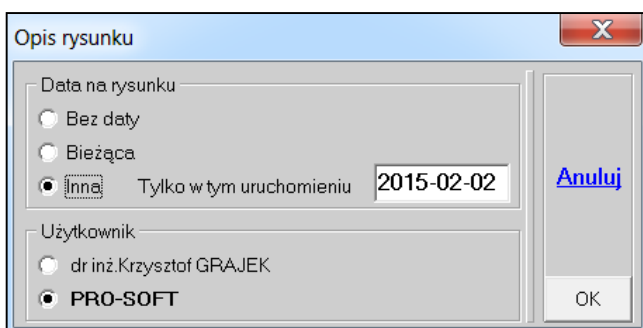 Opis rysunku
Data na rysunku
Bez daty
Bieżąca
Inna Tylko w tym uruchomieniu 2015-02-02
Użytkownik
dr inż.Krzysztof GRAJEK
PRO-SOFT
Anuluj
OK